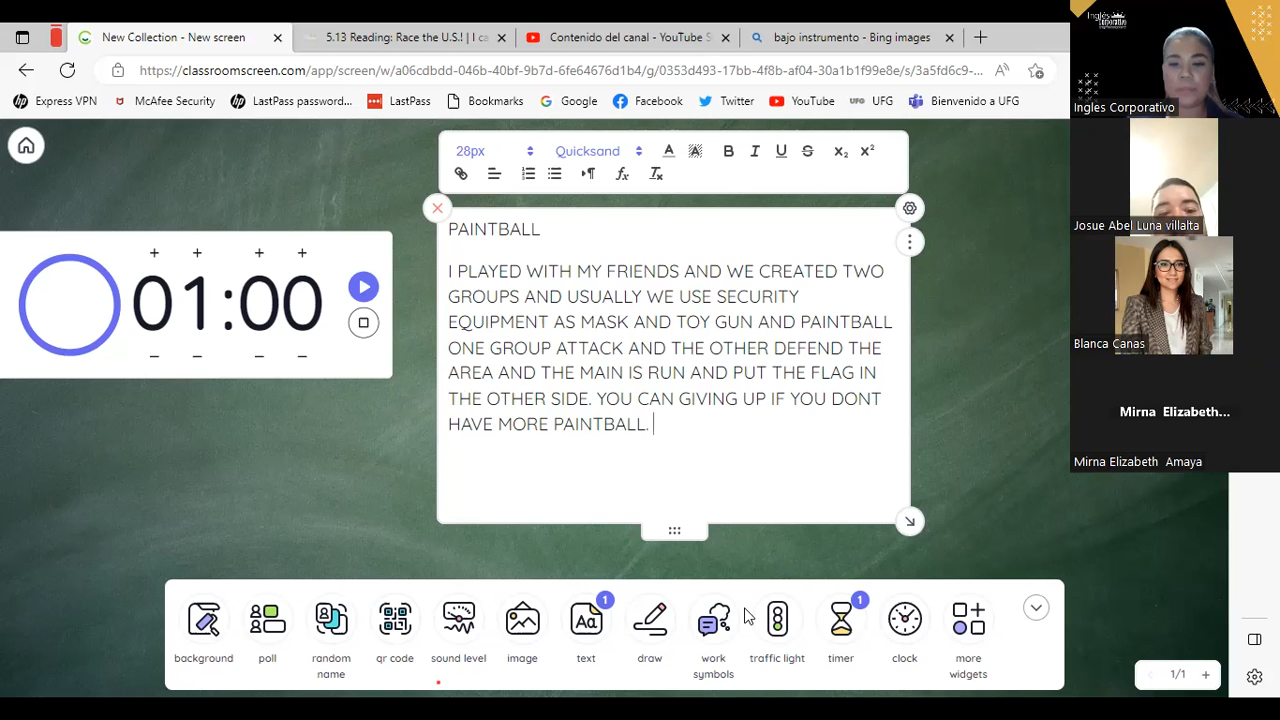 New Collection - New screen
5.13 Reading: Rate the U.S.! | I ca
Contenido del canal - YouTube S
bajo instrumento - Bing images
https://classroomscreen.com/app/screen/w/a06cdbdd-046b-40bf-9b7d-6fe64676d1b4/g/0353d493-17bb-4f8b-af04-30a1b1f99e8e/s/3a5fd6c9-...
Express VPN
McAfee Security
LastPass password...
LastPass
Bookmarks
Google
Facebook
Twitter
YouTube
UFG
Bienvenido a UFG
28px
Quicksand
01:00
PAINTBALL
I PLAYED WITH MY FRIENDS AND WE CREATED TWO
GROUPS AND USUALLY WE USE SECURITY
EQUIPMENT AS MASK AND TOY GUN AND PAINTBALL
ONE GROUP ATTACK AND THE OTHER DEFEND THE
AREA AND THE MAIN IS RUN AND PUT THE FLAG IN
THE OTHER SIDE. YOU CAN GIVING UP IF YOU DONT
HAVE MORE PAINTBALL.
background
poll
random
name
qr code
sound level
image
text
1
draw
work
symbols
traffic light
timer
1
clock
more
widgets
1/1
Inglés
Corporativo
Ingles Corporativo
Josue Abel Luna villalta
Blanca Canas
Mirna Elizabeth...
Mirna Elizabeth Amaya